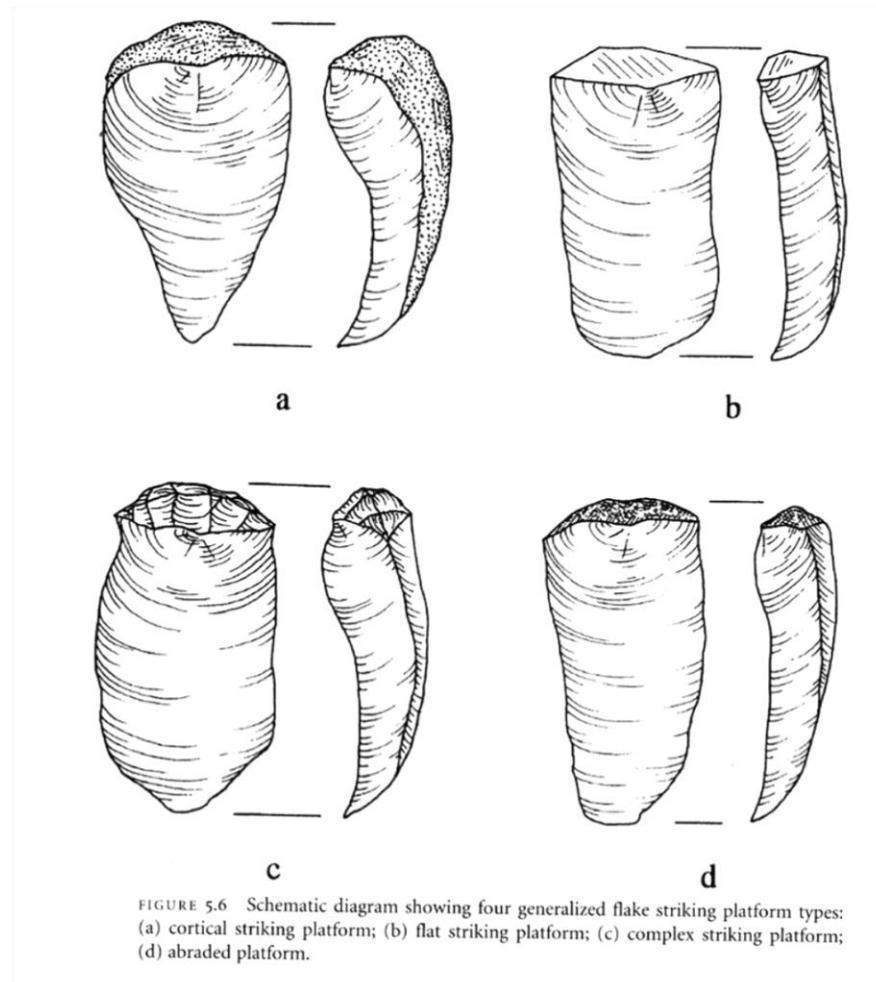 a
b
c
d
FIGURE 5.6 Schematic diagram showing four generalized flake striking platform types:
(a) cortical striking platform; (b) flat striking platform; (c) complex striking platform;
(d) abraded platform.